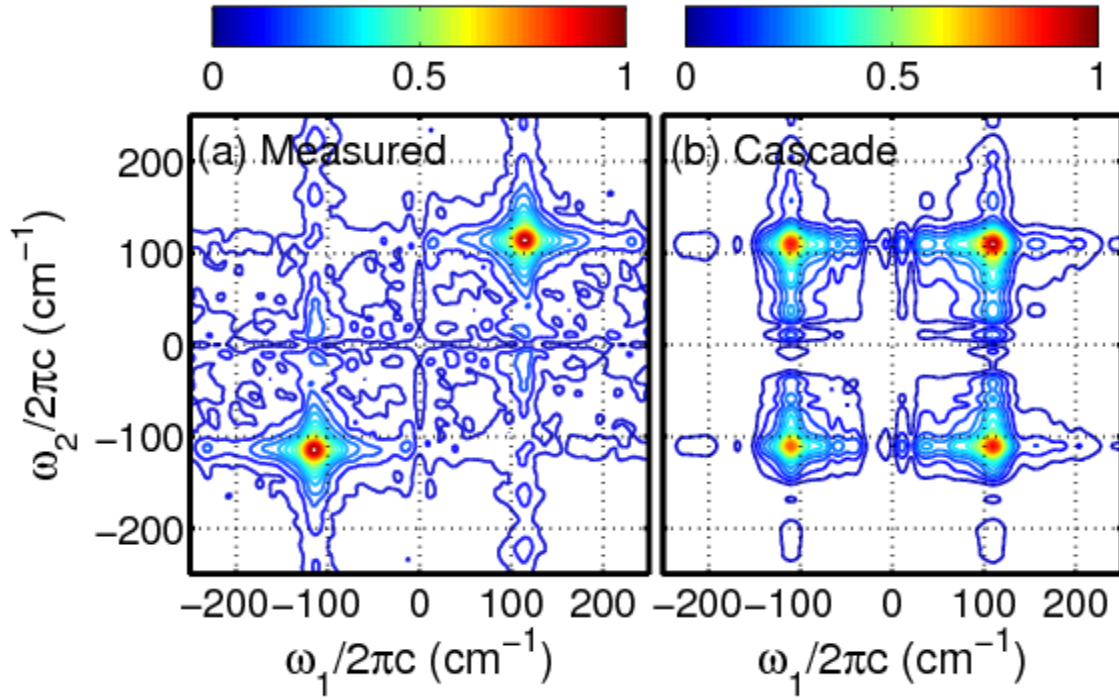 0 0.5 1 0 0.5 1
(a) Measured (b) Cascade
200
100
0
−100
−200
ω2/2πc (cm−1)
−200 −100 0 100 200 −200 −100 0 100 200
ω1/2πc (cm−1) ω1/2πc (cm−1)